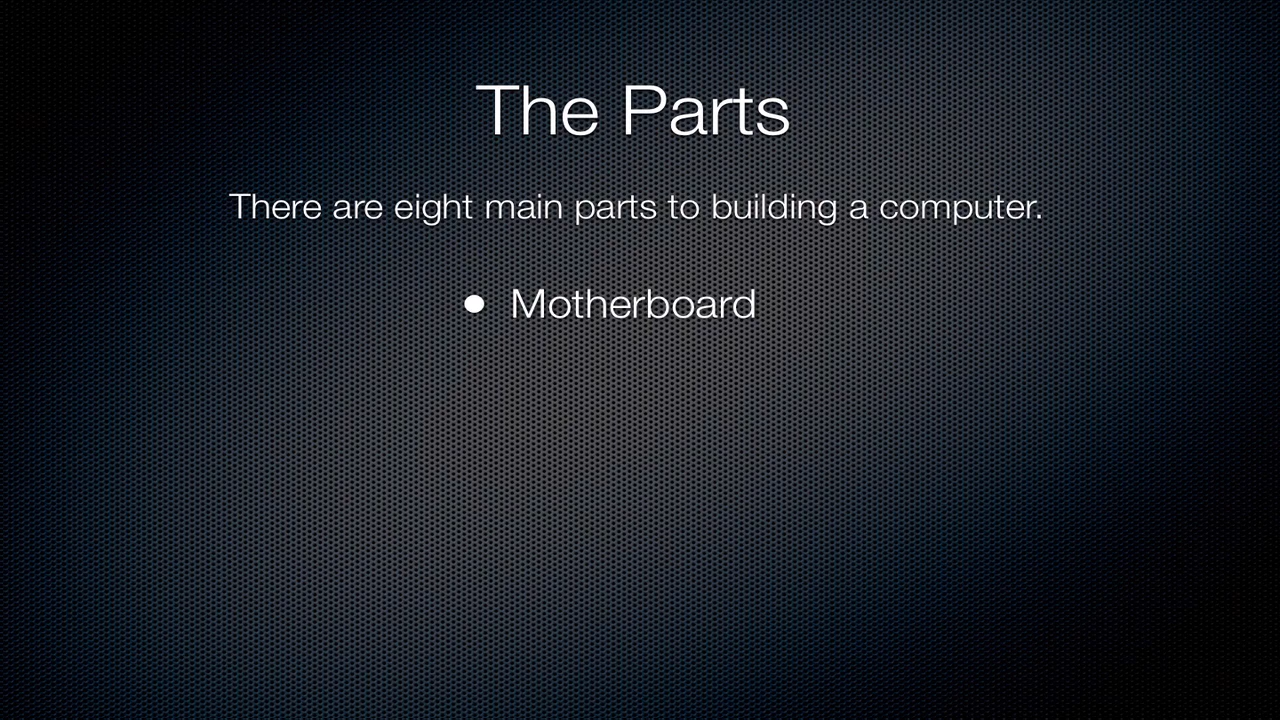 The Parts
There are eight main parts to building a computer.
• Motherboard